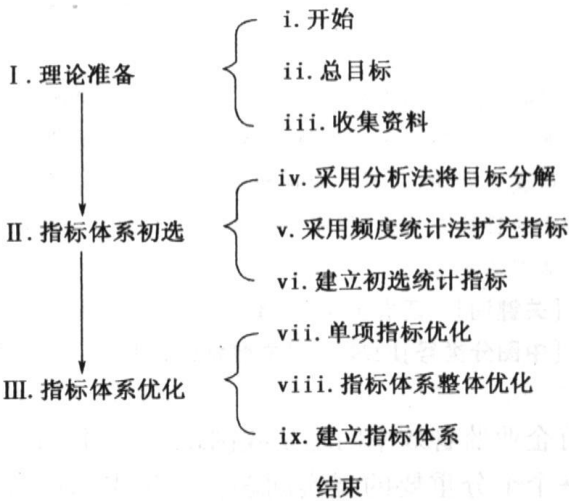 i.开始
Ⅰ.理论准备
ii.总目标
iii.收集资料
iv.采用分析法将目标分解
Ⅱ.指标体系初选
v.采用频度统计法扩充指标
vi.建立初选统计指标
vii.单项指标优化
Ⅲ.指标体系优化
viii.指标体系整体优化
ix.建立指标体系
结束